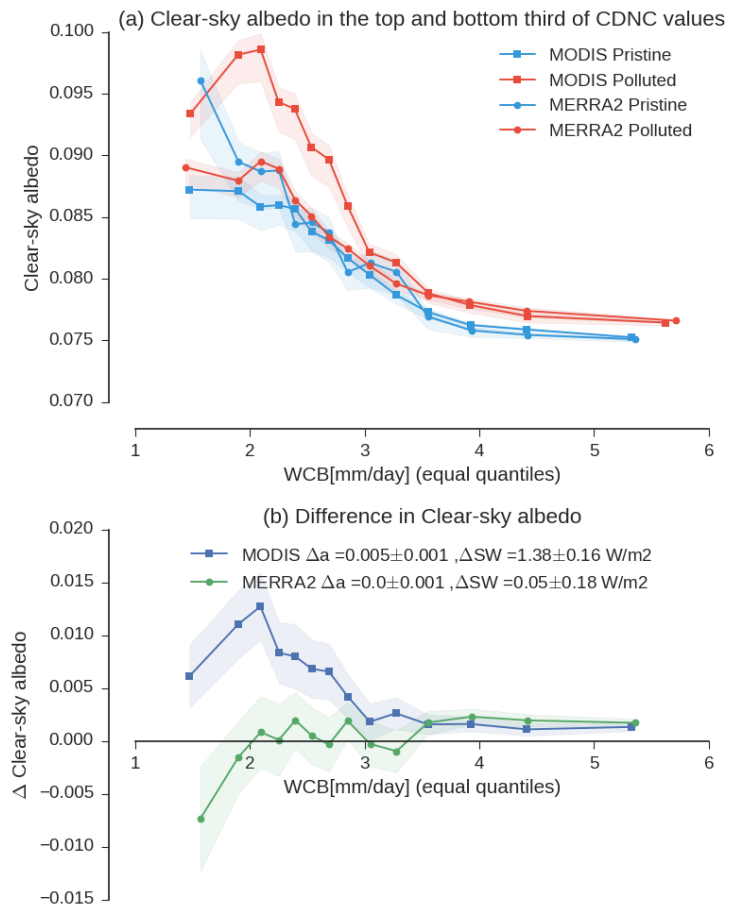 (a) Clear-sky albedo in the top and bottom third of CDNC values
0.100
0.095
0.090
0.085
0.080
0.075
0.070
Clear-sky albedo
MODIS Pristine
MODIS Polluted
MERRA2 Pristine
MERRA2 Polluted
1 2 3 4 5 6
WCB[mm/day] (equal quantiles)
(b) Difference in Clear-sky albedo
0.020
0.015
0.010
0.005
0.000
−0.005
−0.010
−0.015
Δ Clear-sky albedo
MODIS Δa =0.005±0.001 ,ΔSW =1.38±0.16 W/m2
MERRA2 Δa =0.0±0.001 ,ΔSW =0.05±0.18 W/m2
1 2 3 4 5 6
WCB[mm/day] (equal quantiles)